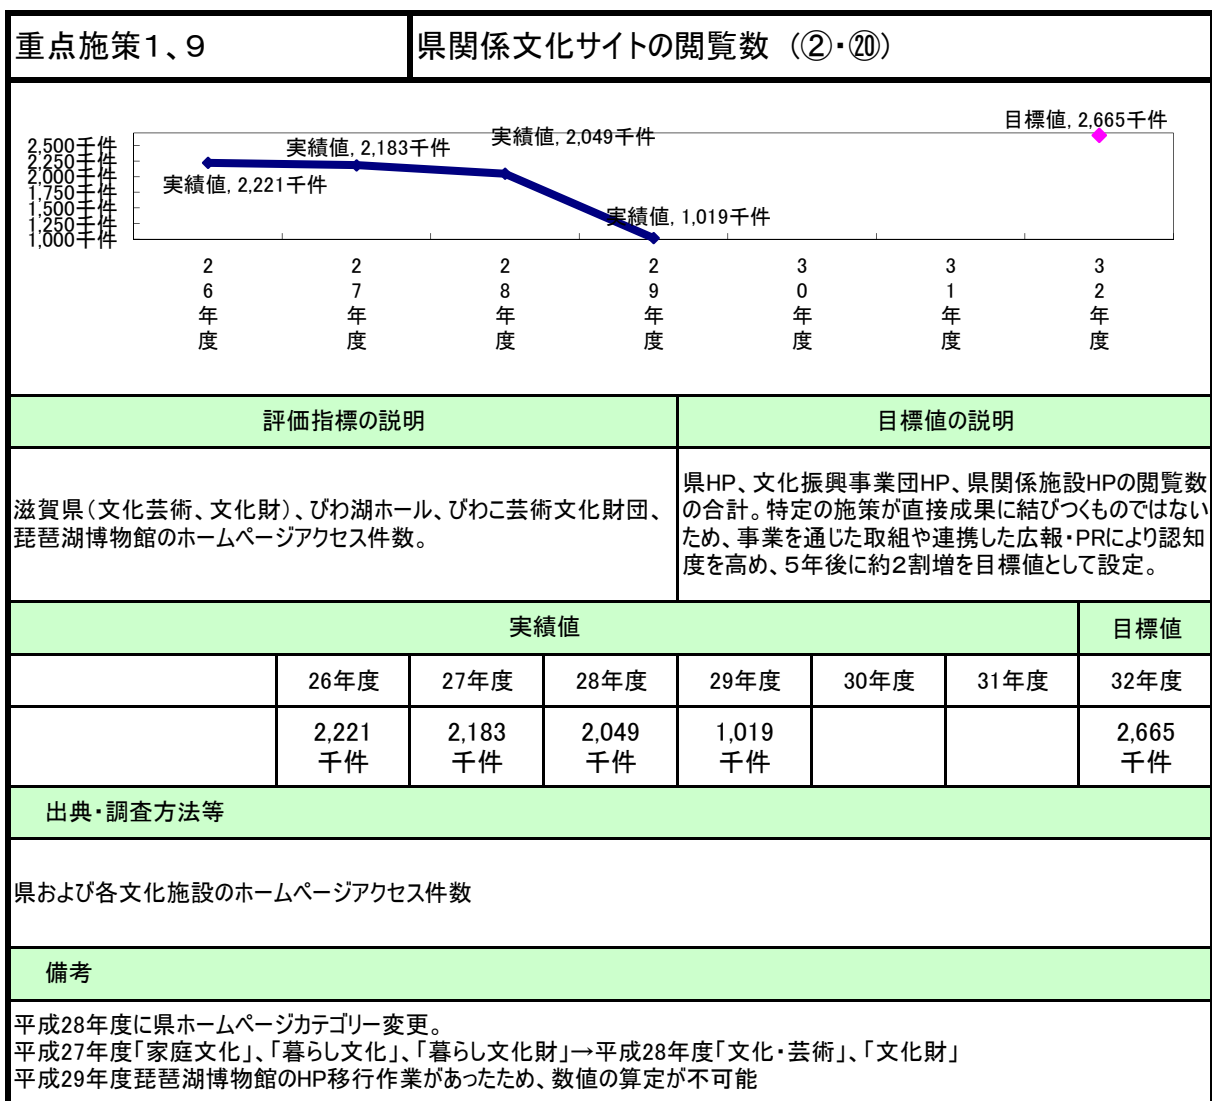 重点施策１、９
県関係文化サイトの閲覧数（②・⑳）
目標値, 2,665千件
実績値, 2,049千件
実績値, 2,183千件
実績値, 2,221千件
実績値, 1,019千件
2,500千件
2,250千件
2,000千件
1,750千件
1,500千件
1,250千件
1,000千件
26年度
27年度
28年度
29年度
30年度
31年度
32年度
評価指標の説明
目標値の説明
滋賀県（文化芸術、文化財）、びわ湖ホール、びわこ芸術文化財団、
琵琶湖博物館のホームページアクセス件数。
県HP、文化振興事業団HP、県関係施設HPの閲覧数
の合計。特定の施策が直接成果に結びつくものではない
ため、事業を通じた取組や連携した広報・PRにより認知
度を高め、５年後に約２割増を目標値として設定。
実績値
目標値
26年度
27年度
28年度
29年度
30年度
31年度
32年度
2,221
千件
2,183
千件
2,049
千件
1,019
千件
2,665
千件
出典・調査方法等
県および各文化施設のホームページアクセス件数
備考
平成28年度に県ホームページカテゴリー変更。
平成27年度「家庭文化」、「暮らし文化」、「暮らし文化財」→平成28年度「文化・芸術」、「文化財」
平成29年度琵琶湖博物館のHP移行作業があったため、数値の算定が不可能